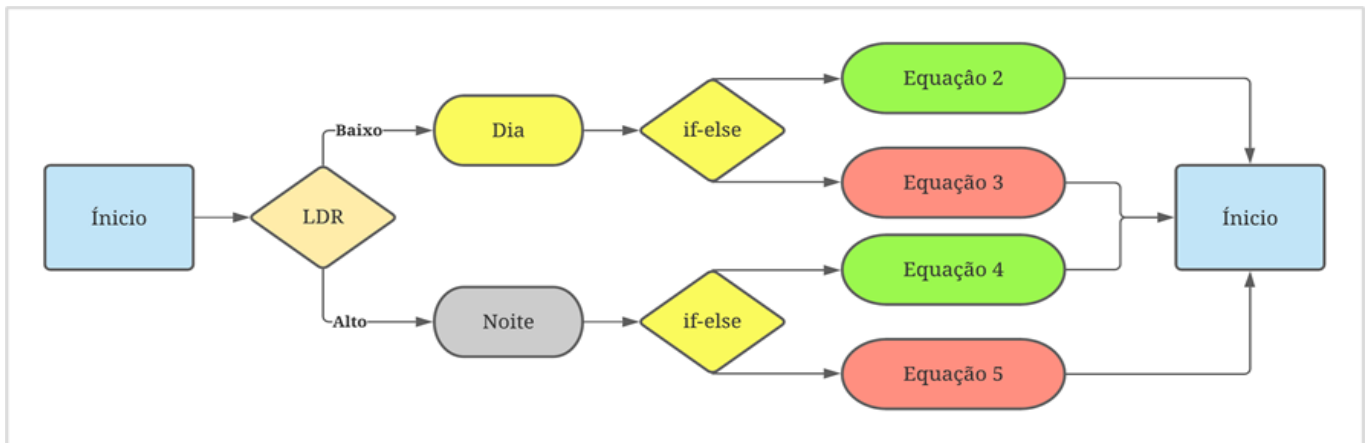 Ínicio
LDR
Baixo
Dia
if-else
Equaçâo 2
Equação 3
Alto
Noite
if-else
Equação 4
Equação 5
Ínicio